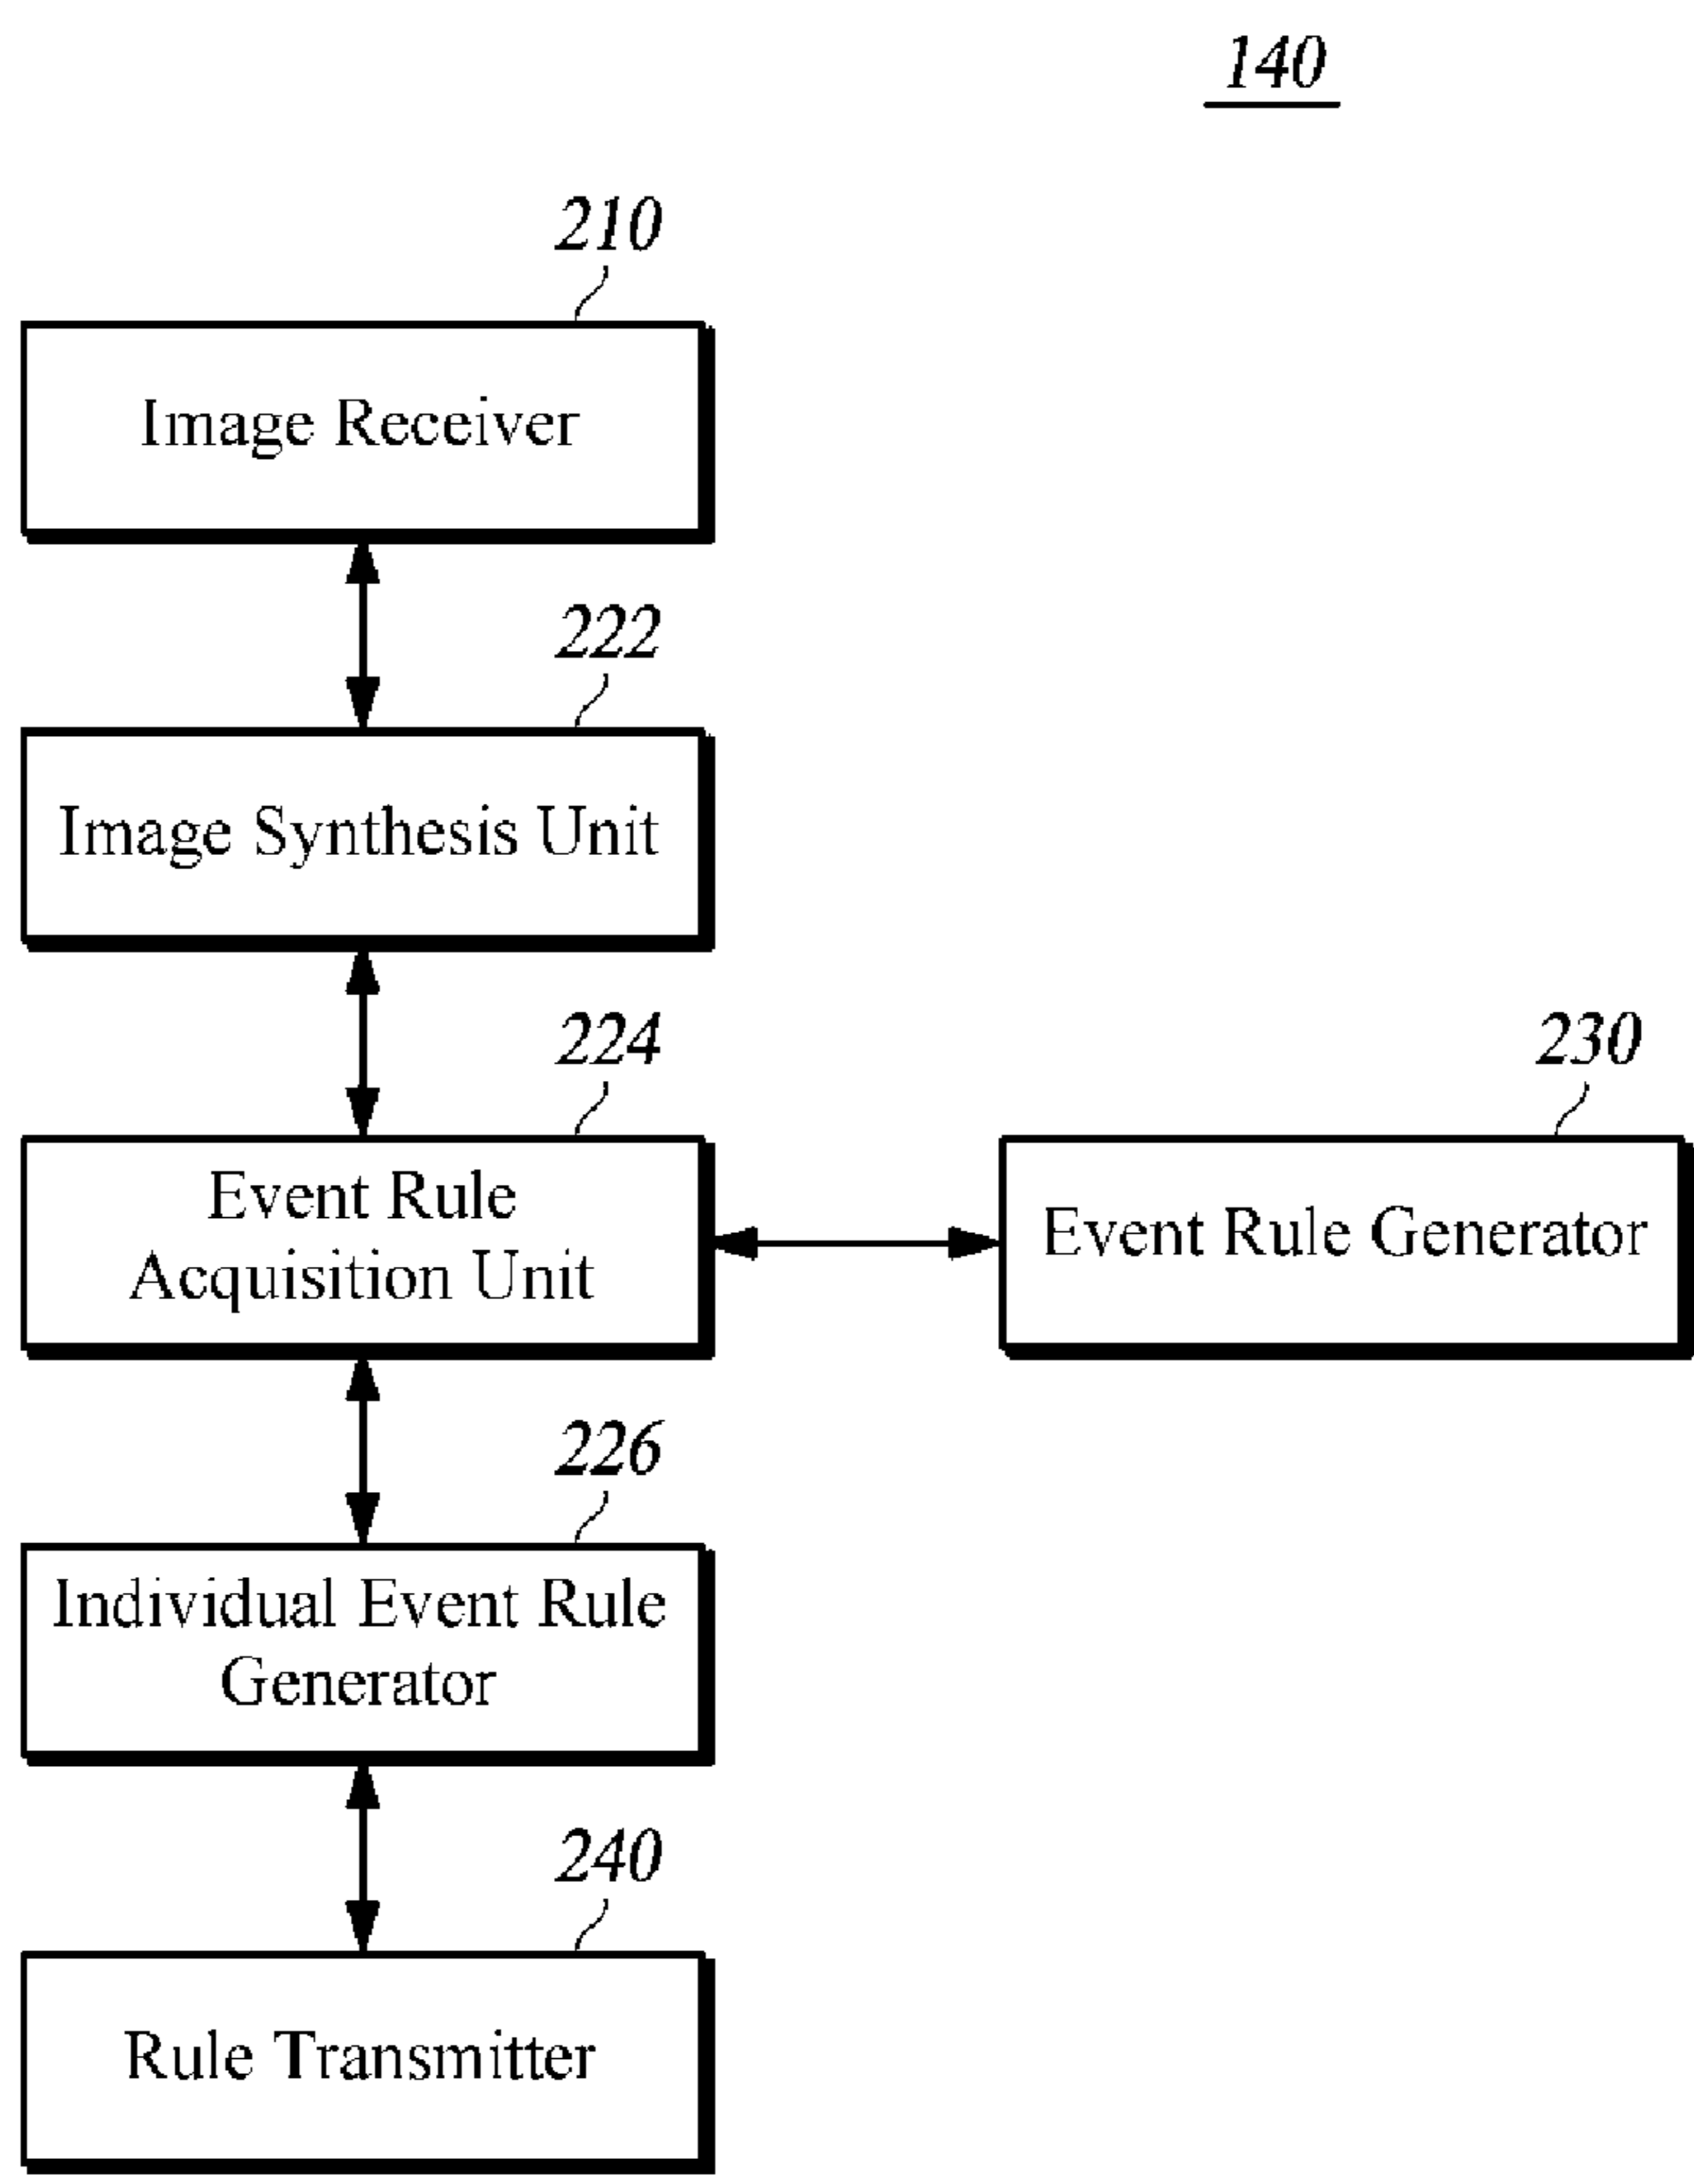 140
210
Image Receiver
222
Image Synthesis Unit
224
Event Rule
Acquisition Unit
230
Event Rule Generator
226
Individual Event Rule
Generator
240
Rule Transmitter